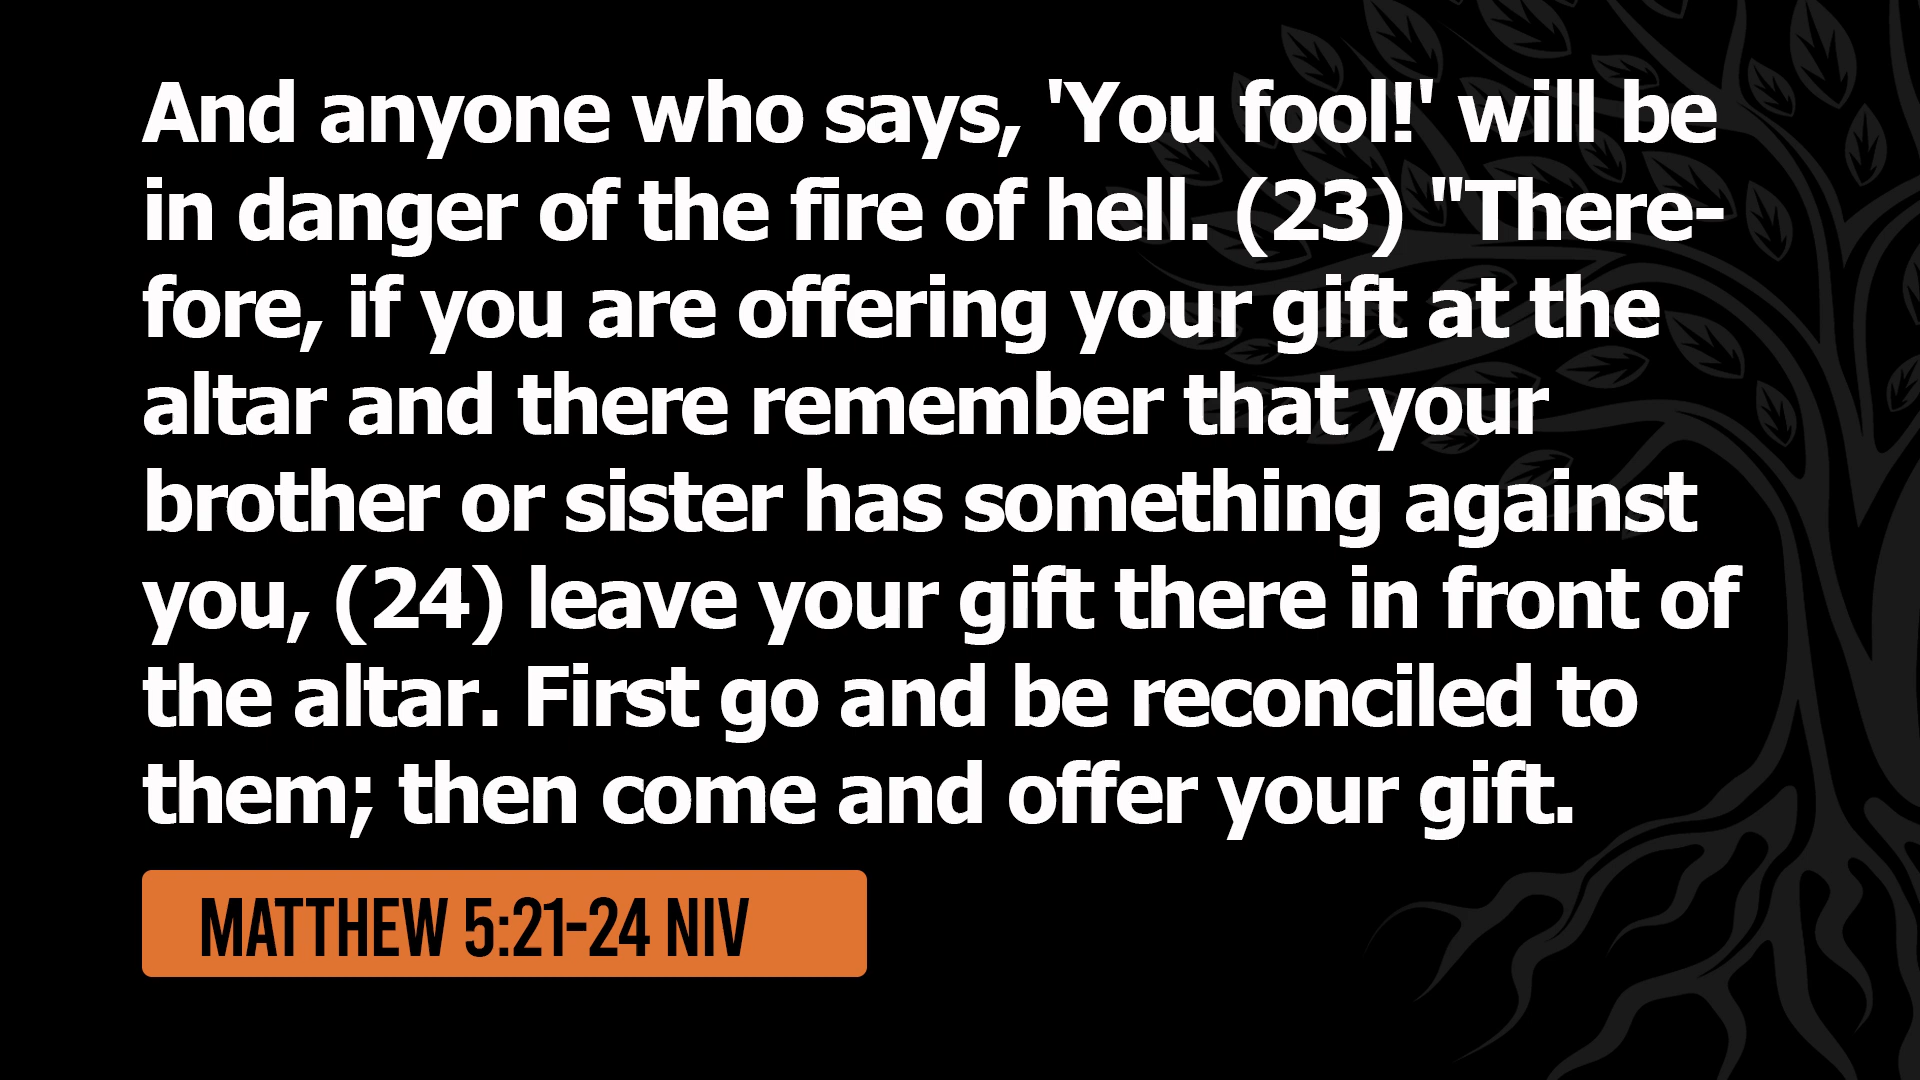 And anyone who says, 'You fool!' will be
in danger of the fire of hell. (23) "There-
fore, if you are offering your gift at the
altar and there remember that your
brother or sister has something against
you, (24) leave your gift there in front of
the altar. First go and be reconciled to
them; then come and offer your gift.
MATTHEW 5:21-24 NIV